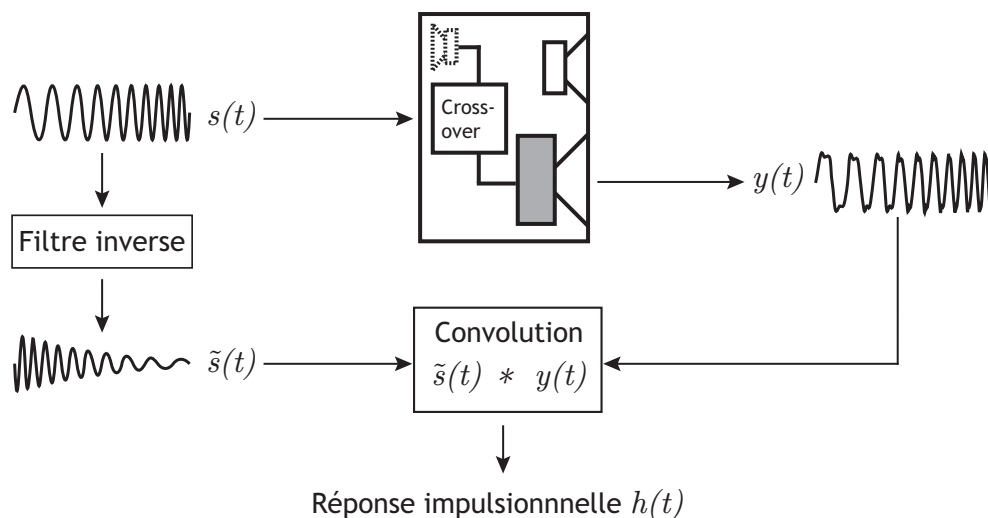 Cross-
over
s(t)
y(t)
Filtre inverse
Convolution
s̃(t)
s̃(t) * y(t)
Réponse impulsionnnelle h(t)